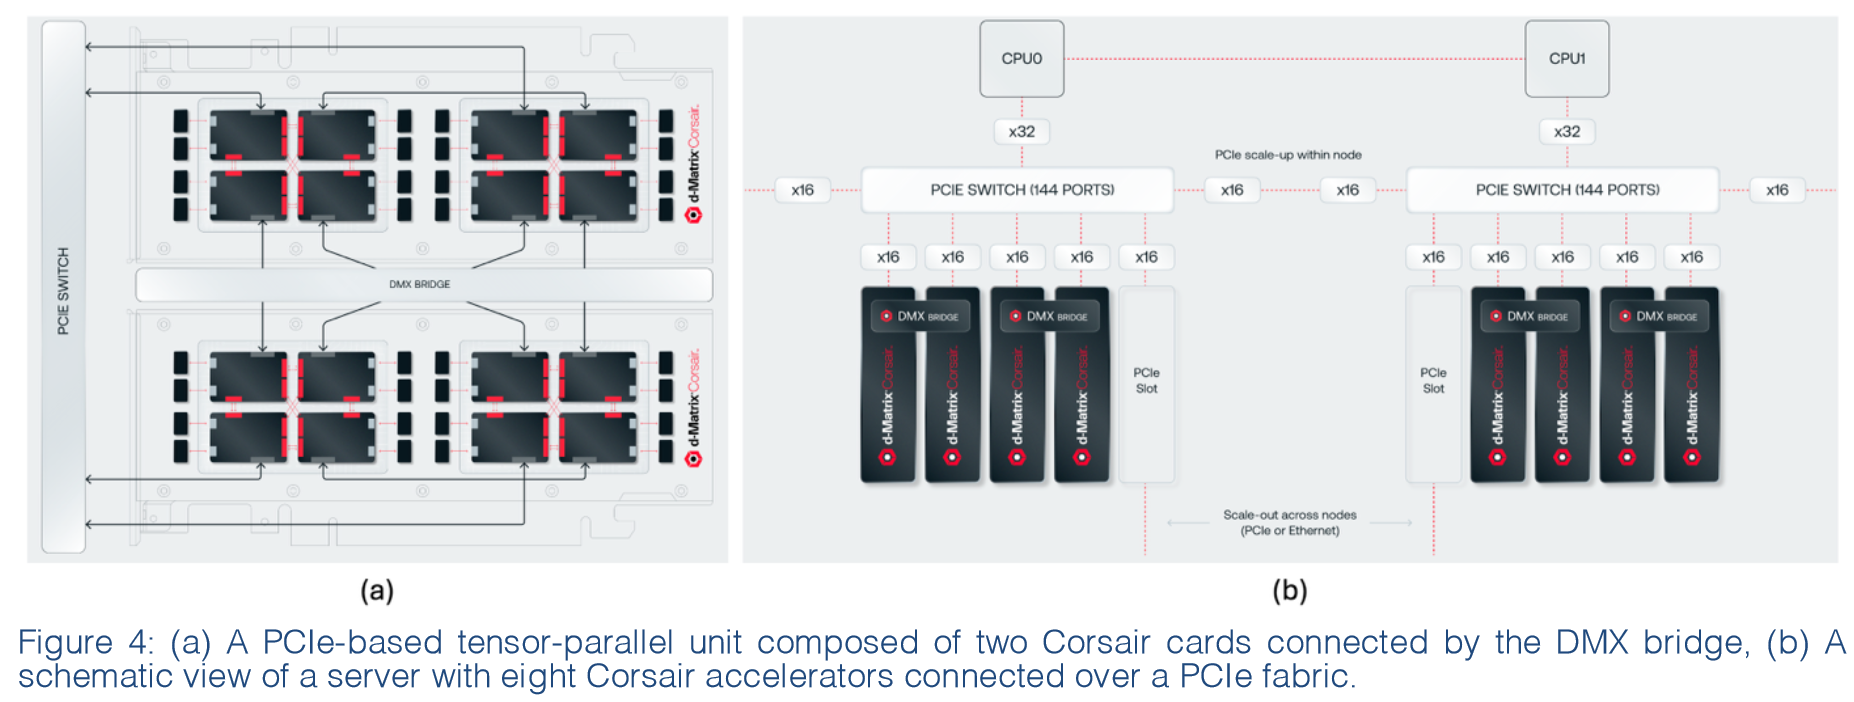 PCIE SWITCH
d-Matrix Corsair.
DMX BRIDGE
d-Matrix Corsair.
(a)
CPU0
CPU1
x32
x32
PCIe scale-up within node
x16
PCIE SWITCH (144 PORTS)
x16
x16
PCIE SWITCH (144 PORTS)
x16
x16
x16
x16
x16
x16
x16
x16
x16
x16
x16
DMX BRIDGE
DMX BRIDGE
DMX BRIDGE
DMX BRIDGE
d-Matrix Corsair.
d-Matrix Corsair.
d-Matrix Corsair.
d-Matrix Corsair.
PCIe
Slot
PCIe
Slot
d-Matrix Corsair.
d-Matrix Corsair.
d-Matrix Corsair.
d-Matrix Corsair.
Scale-out across nodes
(PCIe or Ethernet)
(b)
Figure 4: (a) A PCIe-based tensor-parallel unit composed of two Corsair cards connected by the DMX bridge, (b) A
schematic view of a server with eight Corsair accelerators connected over a PCIe fabric.